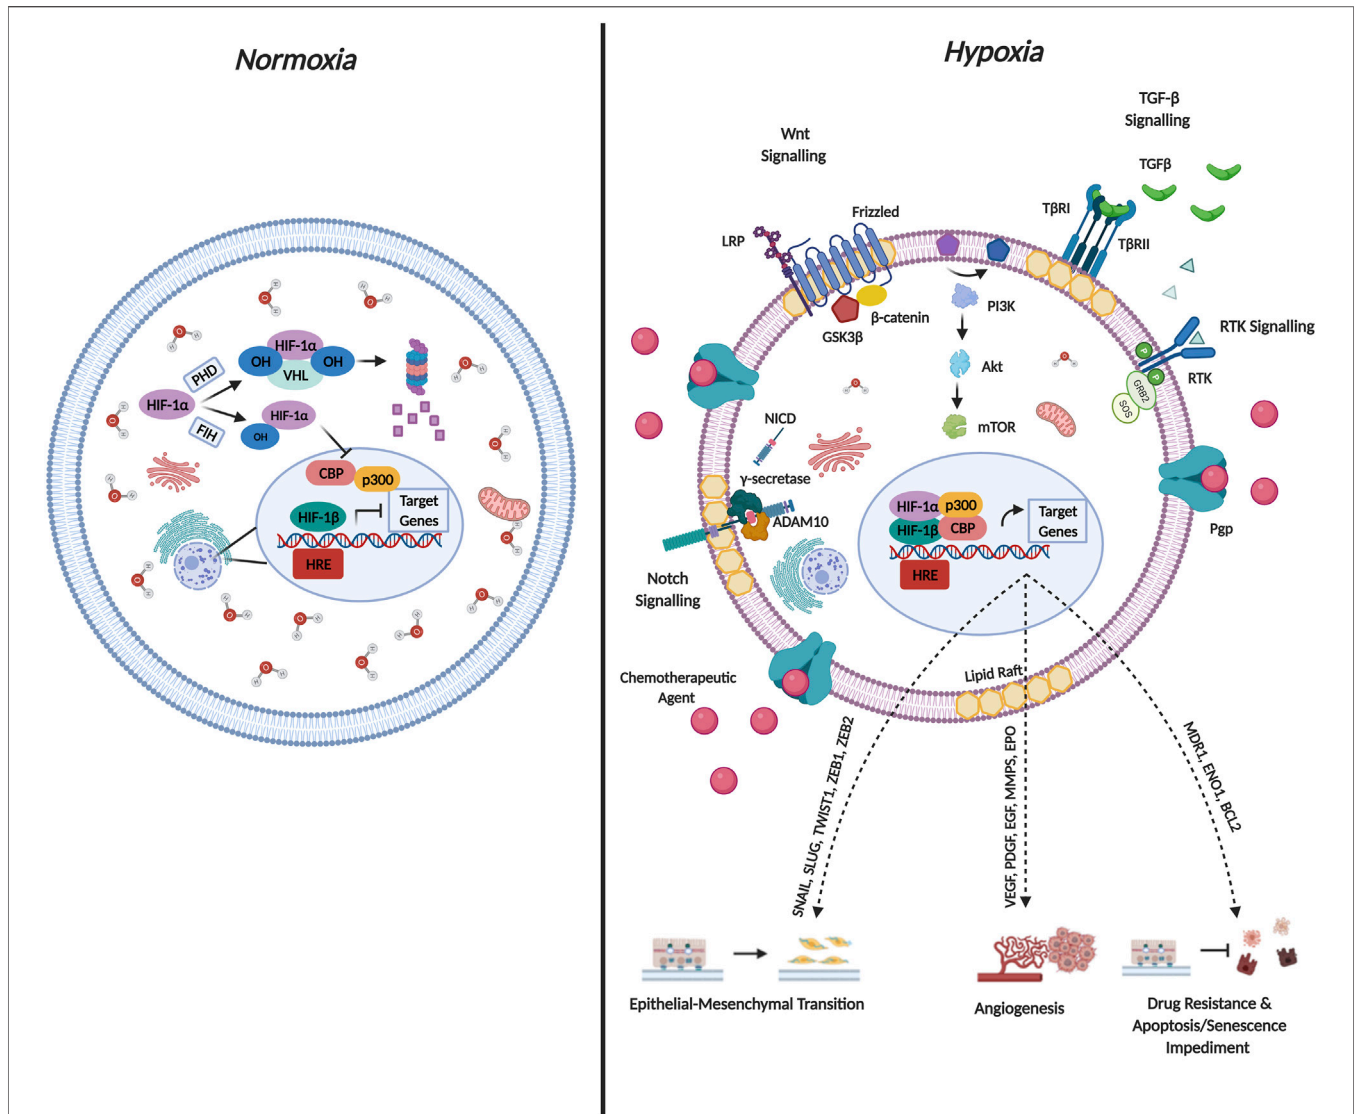 Normoxia
HIF-1α
OH
OH
VHL
PHD
HIF-1α
FIH
HIF-1α
OH
CBP
p300
Target
Genes
HIF-1β
HRE
Hypoxia
TGF-β
Signalling
Wnt
Signalling
TGFβ
Frizzled
TβRI
LRP
TβRII
PI3K
β-catenin
GSK3β
RTK Signalling
P
Akt
RTK
P
GRB2
SOS
NICD
mTOR
γ-secretase
ADAM10
HIF-1α
p300
HIF-1β
CBP
Target
Genes
HRE
Pgp
Notch
Signalling
Chemotherapeutic
Agent
Lipid Raft
SNAIL, SLUG, TWIST1, ZEB1, ZEB2
VEGF, PDGF, EGF, MMPS, EPO
MDR1, ENO1, BCL2
Epithelial-Mesenchymal Transition
Angiogenesis
Drug Resistance &
Apoptosis/Senescence
Impediment